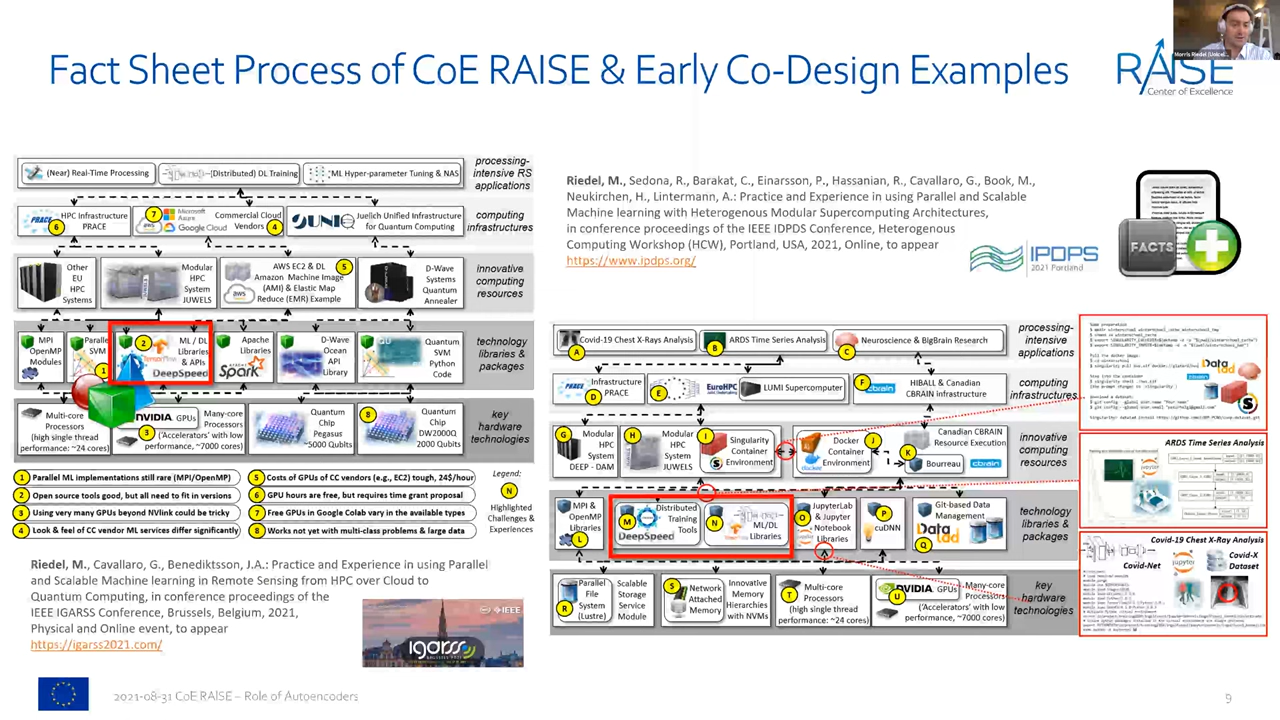 Fact Sheet Process of CoE RAISE & Early Co-Design Examples
RAISE
Center of Excellence
(Near) Real-Time Processing
(Distributed) DL Training
ML Hyper-parameter Tuning & NAS
processing-
intensive RS
applications
HPC Infrastructure
PRACE
6
7
Microsoft
Azure
aws
Google Cloud
Commercial Cloud
Vendors
4
JUNIQ
Juelich Unified Infrastructure
for Quantum Computing
computing
infrastructures
Other
EU
HPC
Systems
Modular
HPC
System
JUWELS
AWS EC2 & DL
Amazon Machine Image
(AMI) & Elastic Map
Reduce (EMR) Example
5
aws
D-Wave
Systems
Quantum
Annealer
innovative
computing
resources
MPI
OpenMP
Modules
Parallel
SVM
1
2
ML / DL
Libraries
& APIs
TensorFlow
DeepSpeed
Apache
Libraries
Spark
D-Wave
Ocean
API
Library
Quantum
SVM
Python
Code
technology
libraries &
packages
Multi-core
Processors
(high single thread
performance: ~24 cores)
NVIDIA GPUs
3
Many-core
Processors
('Accelerators' with low
performance, ~7000 cores)
Quantum
Chip
Pegasus
~5000 Qubits
8
Quantum
Chip
DW2000Q
2000 Qubits
key
hardware
technologies
1 Parallel ML implementations still rare (MPI/OpenMP)
2 Open source tools good, but all need to fit in versions
3 Using very many GPUs beyond NVlink could be tricky
4 Look & feel of CC vendor ML services differ significantly
5 Costs of GPUs of CC vendors (e.g., EC2) tough, 24$/hour
6 GPU hours are free, but requires time grant proposal
7 Free GPUs in Google Colab vary in the available types
8 Works not yet with multi-class problems & large data
Legend:
N
Highlighted
Challenges &
Experiences
Riedel, M., Cavallaro, G., Benediktsson, J.A.: Practice and Experience in using Parallel
and Scalable Machine learning in Remote Sensing from HPC over Cloud to
Quantum Computing, in conference proceedings of the
IEEE IGARSS Conference, Brussels, Belgium, 2021,
Physical and Online event, to appear
https://igarss2021.com/
IEEE
igarss
Riedel, M., Sedona, R., Barakat, C., Einarsson, P., Hassanian, R., Cavallaro, G., Book, M.,
Neukirchen, H., Lintermann, A.: Practice and Experience in using Parallel and Scalable
Machine learning with Heterogenous Modular Supercomputing Architectures,
in conference proceedings of the IEEE IDPDS Conference, Heterogenous
Computing Workshop (HCW), Portland, USA, 2021, Online, to appear
https://www.ipdps.org/
IPDPS
2021 Portland
FACTS
Covid-19 Chest X-Rays Analysis
A
ARDS Time Series Analysis
B
Neuroscience & BigBrain Research
C
processing-
intensive
applications
PRACE
Infrastructure
PRACE
D
E
EuroHPC
LUMI Supercomputer
F
cbrain
HIBALL & Canadian
CBRAIN infrastructure
computing
infrastructures
G
Modular
HPC
System
DEEP - DAM
H
Modular
HPC
System
JUWELS
I
Singularity
Container
Environment
Docker
Container
Environment
docker
J
K
Canadian CBRAIN
Resource Execution
Bourreau
cbrain
innovative
computing
resources
MPI &
OpenMP
Libraries
L
M
Distributed
Training
Tools
DeepSpeed
N
ML/DL
Libraries
O
JupyterLab
& Jupyter
Notebook
Libraries
P
cuDNN
Git-based Data
Management
DataLad
Q
technology
libraries &
packages
R
Parallel
File
System
(Lustre)
Scalable
Storage
Service
Module
S
Network
Attached
Memory
Innovative
Memory
Hierarchies
with NVMs
T
Multi-core
Processors
(high single thread
performance: ~24 cores)
NVIDIA GPUs
U
Many-core
Processors
('Accelerators' with low
performance, ~7000 cores)
key
hardware
technologies
ARDS Time Series Analysis
Covid-19 Chest X-Ray Analysis
Covid-Net
Covid-X
Dataset
2021-08-31 CoE RAISE – Role of Autoencoders
9